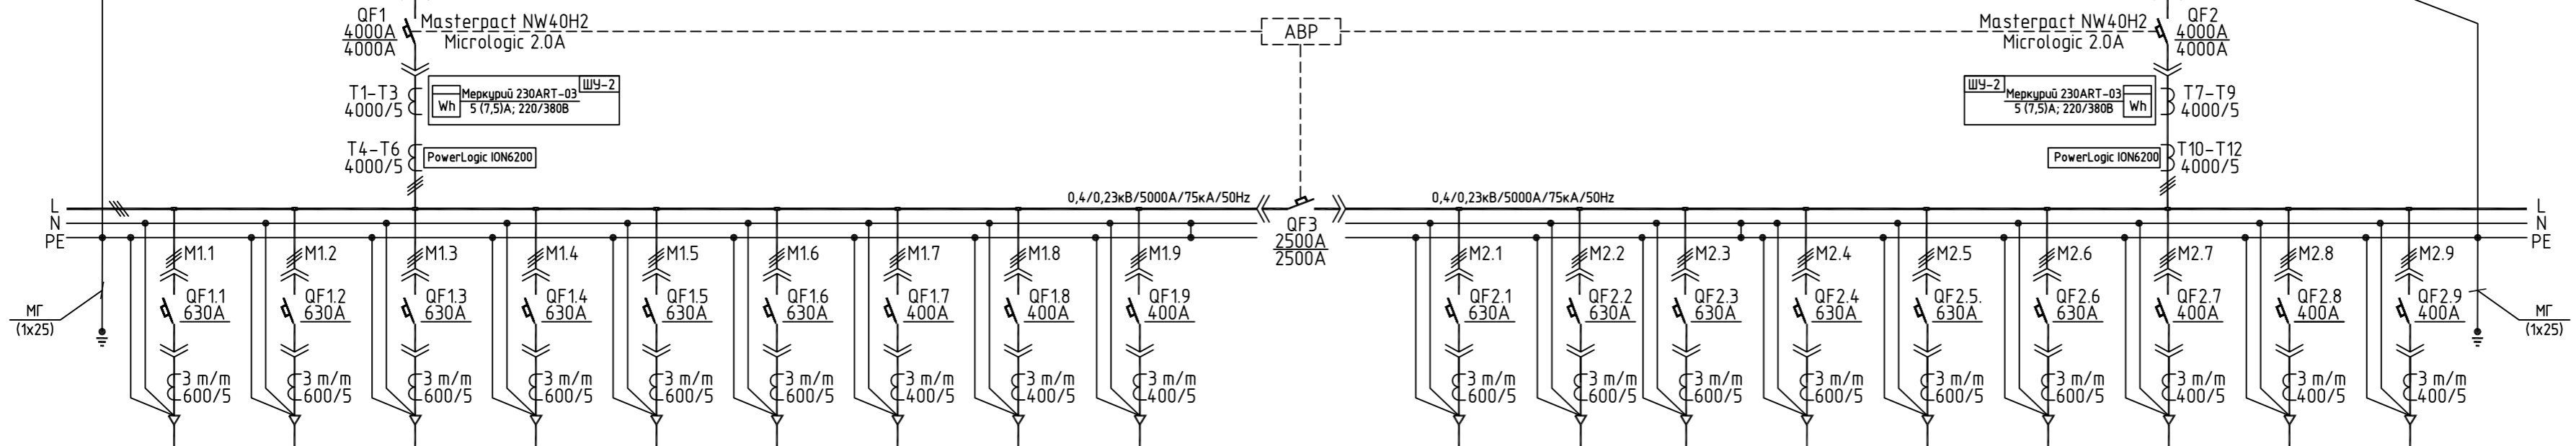 QF1
4000A
4000A
Masterpact NW40H2
Micrologic 2.0A
АВР
Masterpact NW40H2
Micrologic 2.0A
QF2
4000A
4000A
T1-T3
4000/5
Wh
Меркурий 230ART-03
5 (7,5)А; 220/380В
ШУ-2
ШУ-2
Меркурий 230ART-03
5 (7,5)А; 220/380В
Wh
T7-T9
4000/5
T4-T6
4000/5
PowerLogic ION6200
PowerLogic ION6200
T10-T12
4000/5
0,4/0,23кВ/5000А/75кА/50Hz
0,4/0,23кВ/5000А/75кА/50Hz
L
N
PE
QF3
2500A
2500A
L
N
PE
M1.1
M1.2
M1.3
M1.4
M1.5
M1.6
M1.7
M1.8
M1.9
M2.1
M2.2
M2.3
M2.4
M2.5
M2.6
M2.7
M2.8
M2.9
МГ
(1x25)
QF1.1
630A
QF1.2
630A
QF1.3
630A
QF1.4
630A
QF1.5
630A
QF1.6
630A
QF1.7
400A
QF1.8
400A
QF1.9
400A
QF2.1
630A
QF2.2
630A
QF2.3
630A
QF2.4
630A
QF2.5.
630A
QF2.6
630A
QF2.7
400A
QF2.8
400A
QF2.9
400A
МГ
(1x25)
3 m/m
600/5
3 m/m
600/5
3 m/m
600/5
3 m/m
600/5
3 m/m
600/5
3 m/m
600/5
3 m/m
400/5
3 m/m
400/5
3 m/m
400/5
3 m/m
600/5
3 m/m
600/5
3 m/m
600/5
3 m/m
600/5
3 m/m
600/5
3 m/m
600/5
3 m/m
400/5
3 m/m
400/5
3 m/m
400/5